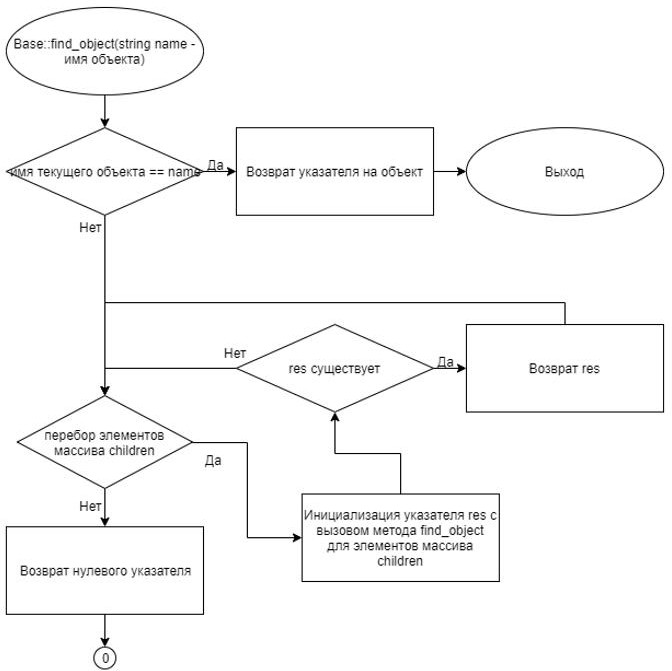 Base::find_object(string name -
имя объекта)
имя текущего объекта == name
Да
Возврат указателя на объект
Выход
Нет
Нет
res существует
Да
Возврат res
перебор элементов
массива children
Да
Инициализация указателя res с
вызовом метода find_object
для элементов массива
children
Нет
Возврат нулевого указателя
0